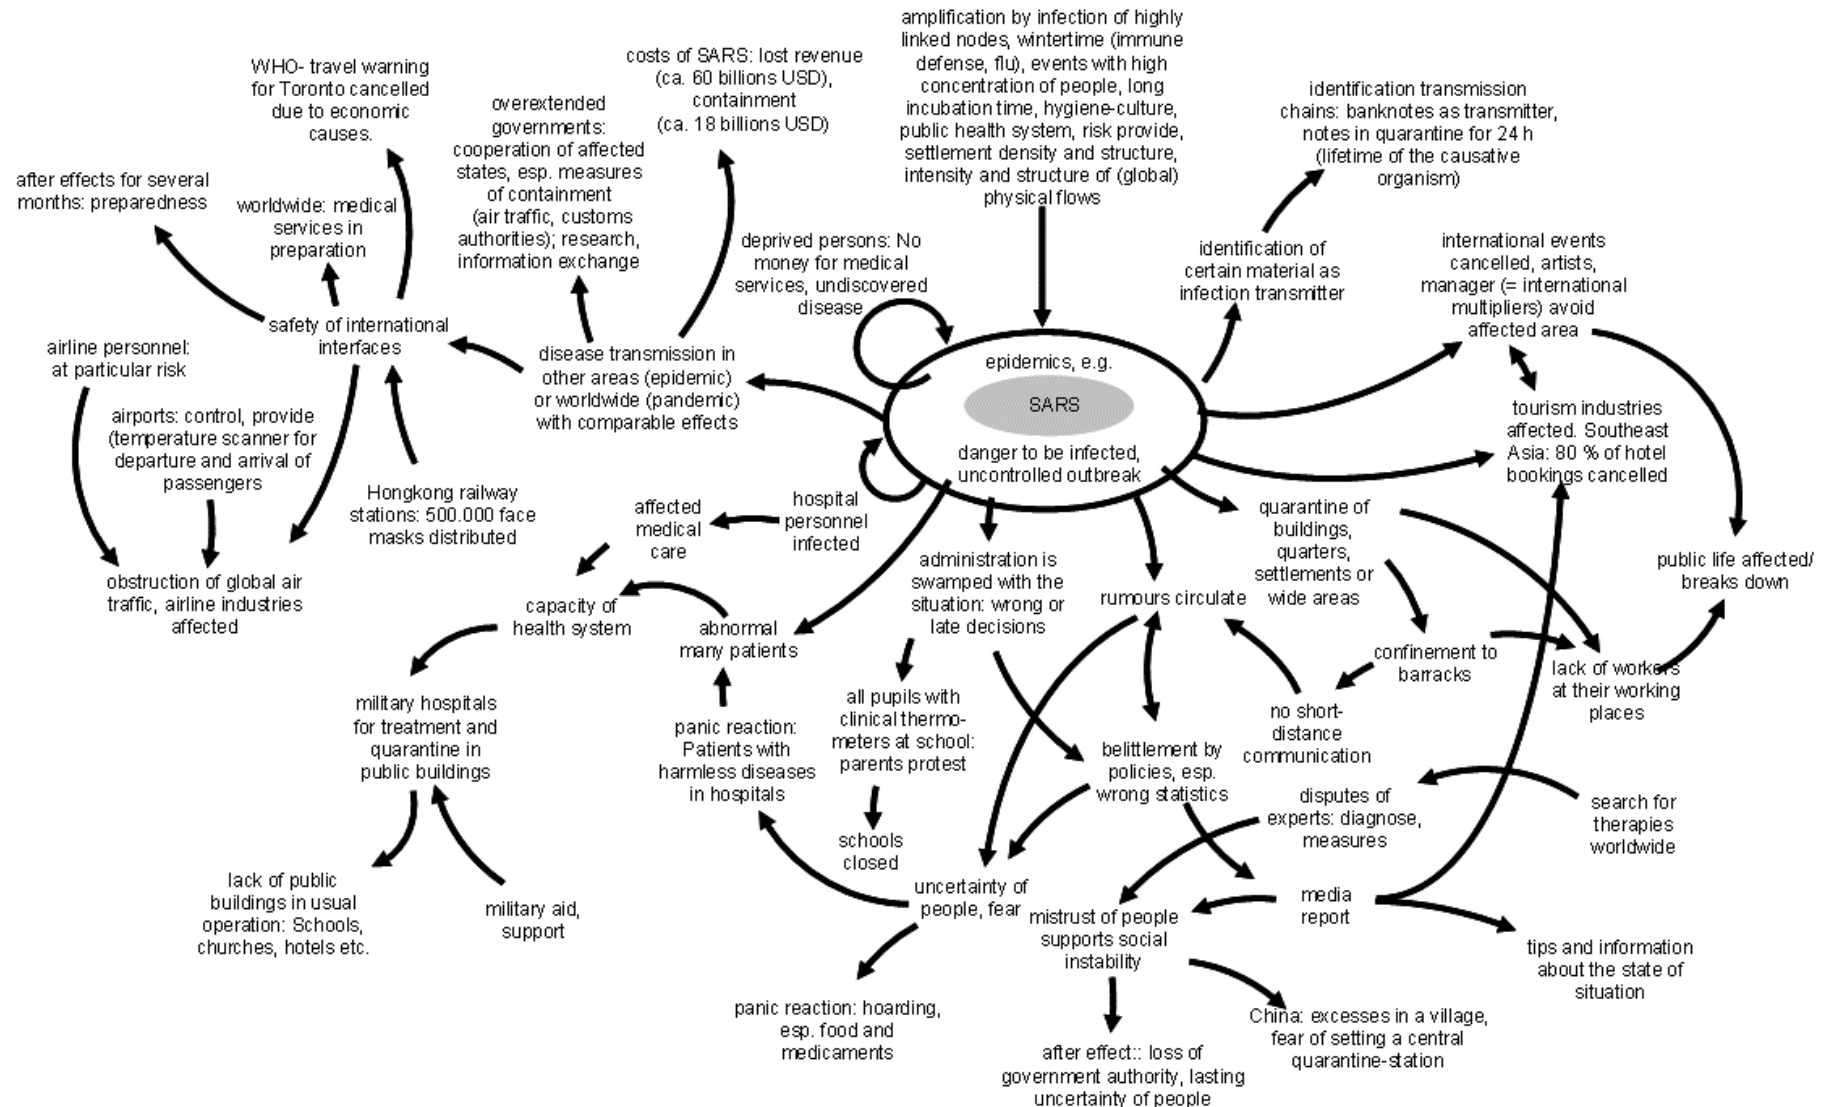 amplification by infection of highly
linked nodes, wintertime (immune
defense, flu), events with high
concentration of people, long
incubation time, hygiene-culture,
public health system, risk provide,
settlement density and structure,
intensity and structure of (global)
physical flows
costs of SARS: lost revenue
(ca. 60 billions USD),
containment
(ca. 18 billions USD)
WHO- travel warning
for Toronto cancelled
due to economic
causes.
overextended
governments:
cooperation of affected
states, esp. measures
of containment
(air traffic, customs
authorities); research,
information exchange
identification transmission
chains: banknotes as transmitter,
notes in quarantine for 24 h
(lifetime of the causative
organism)
after effects for several
months: preparedness
worldwide: medical
services in
preparation
deprived persons: No
money for medical
services, undiscovered
disease
identification of
certain material as
infection transmitter
international events
cancelled, artists,
manager (= international
multipliers) avoid
affected area
safety of international
interfaces
airline personnel:
at particular risk
disease transmission in
other areas (epidemic)
or worldwide (pandemic)
with comparable effects
epidemics, e.g.
SARS
danger to be infected,
uncontrolled outbreak
tourism industries
affected. Southeast
Asia: 80 % of hotel
bookings cancelled
airports: control, provide
(temperature scanner for
departure and arrival of
passengers
Hongkong railway
stations: 500.000 face
masks distributed
affected
medical
care
hospital
personnel
infected
quarantine of
buildings,
quarters,
settlements or
wide areas
obstruction of global air
traffic, airline industries
affected
capacity of
health system
abnormal
many patients
administration is
swamped with the
situation: wrong or
late decisions
rumours circulate
public life affected/
breaks down
confinement to
barracks
lack of workers
at their working
places
military hospitals
for treatment and
quarantine in
public buildings
panic reaction:
Patients with
harmless diseases
in hospitals
all pupils with
clinical thermo-
meters at school:
parents protest
no short-
distance
communication
belittlement by
policies, esp.
wrong statistics
disputes of
experts: diagnose,
measures
search for
therapies
worldwide
schools
closed
lack of public
buildings in usual
operation: Schools,
churches, hotels etc.
military aid,
support
uncertainty of
people, fear
mistrust of people
supports social
instability
media
report
tips and information
about the state of
situation
panic reaction: hoarding,
esp. food and
medicaments
China: excesses in a village,
fear of setting a central
quarantine-station
after effect:: loss of
government authority, lasting
uncertainty of people